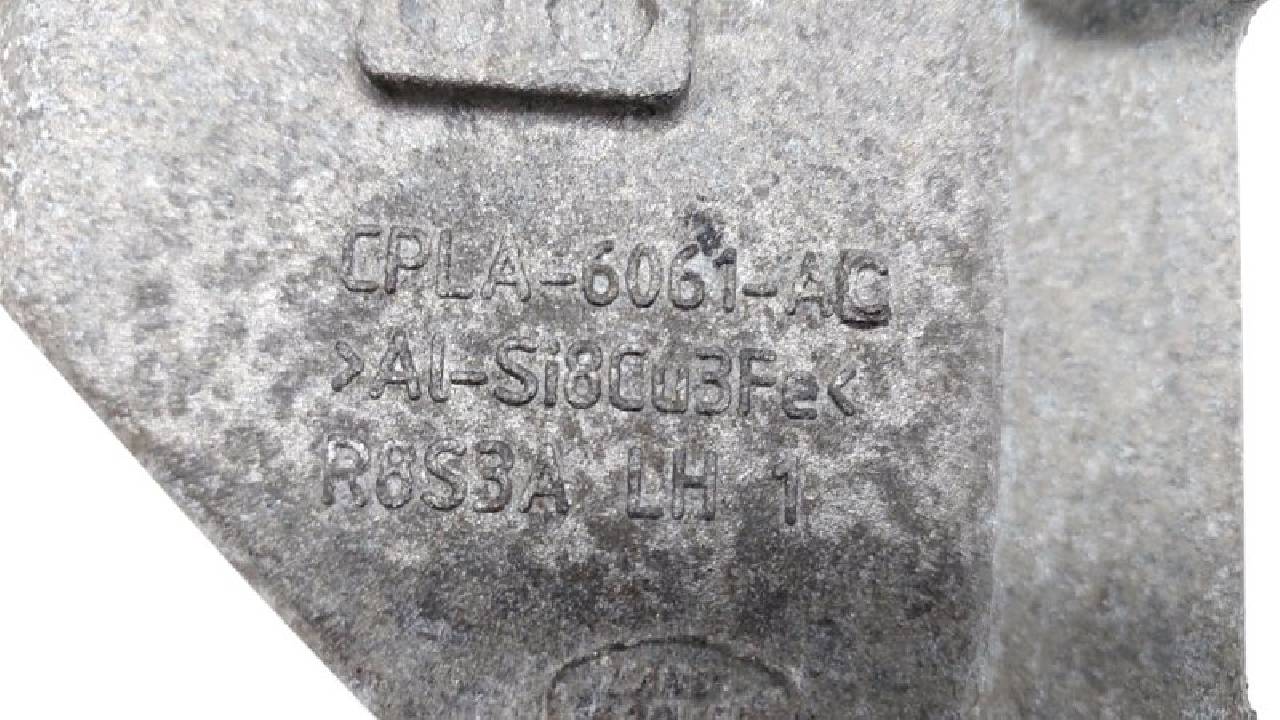 CPLA-6061-AC
>Al-Si8Cu3Fe<
R8S3A LH 1